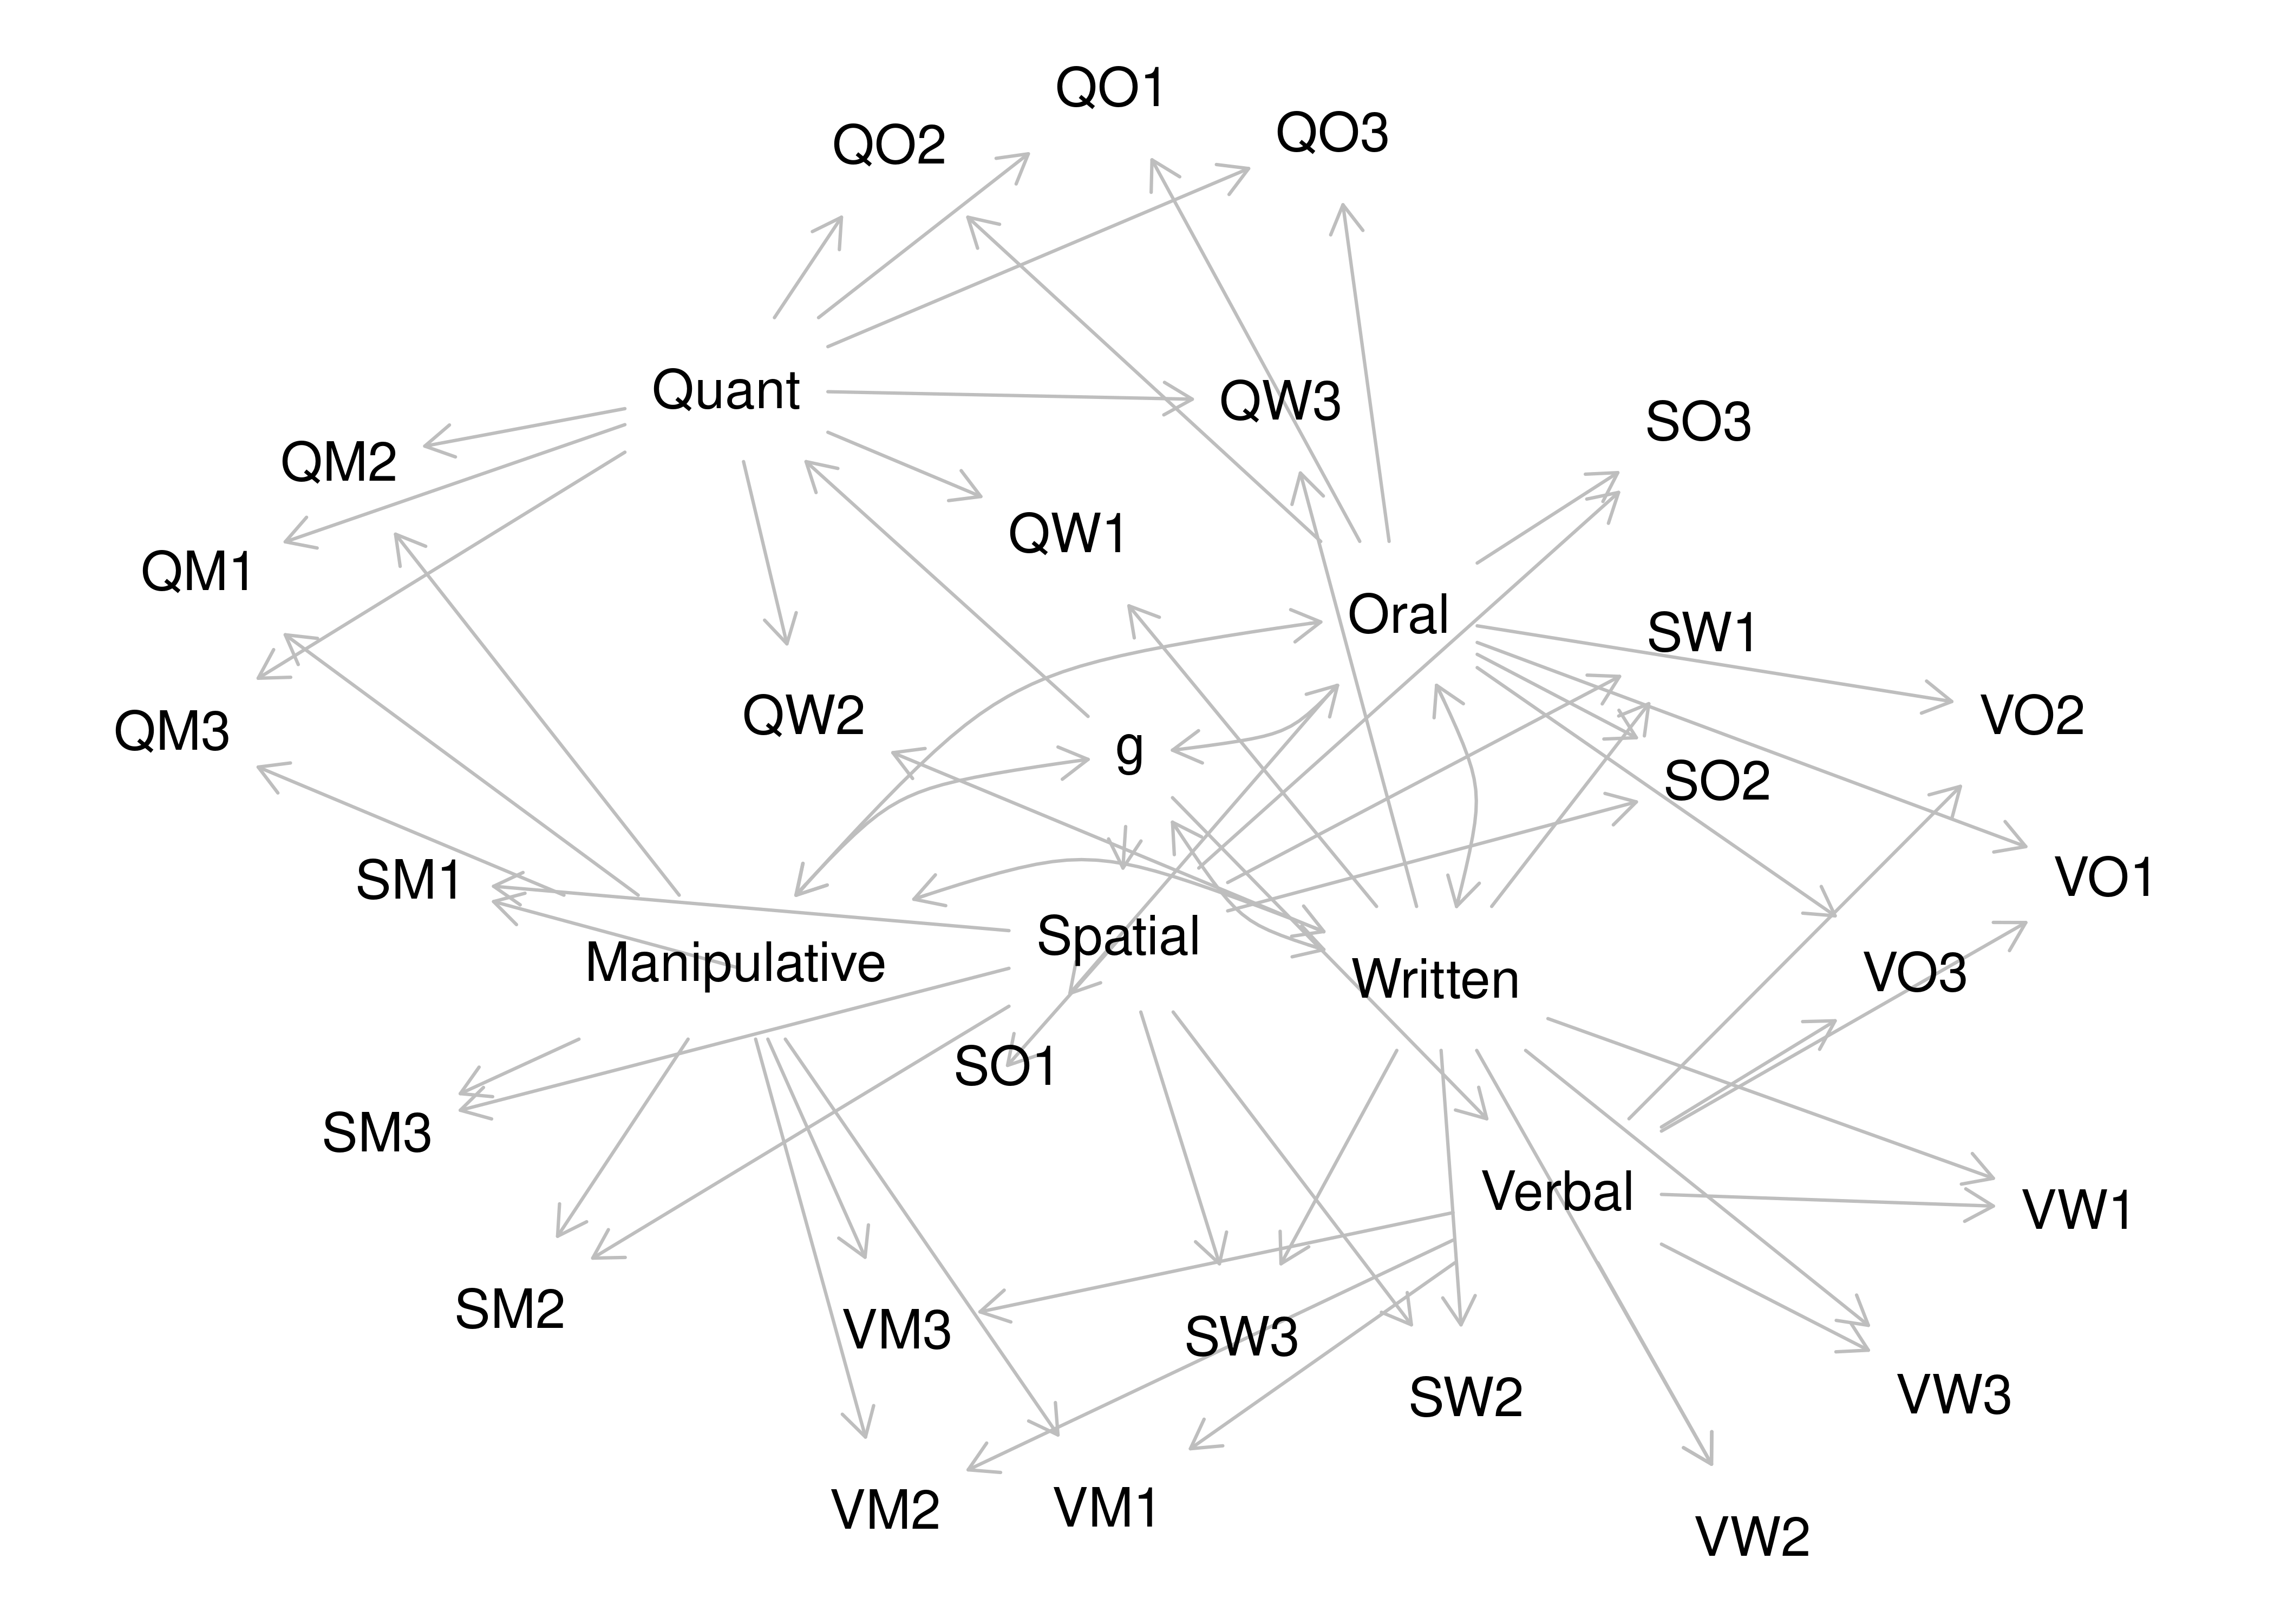 QO1
QO3
QO2
Quant
QW3
SO3
QM2
QW1
QM1
Oral
SW1
QW2
VO2
QM3
g
SO2
SM1
VO1
Spatial
Manipulative
VO3
Written
SO1
SM3
Verbal
VW1
SM2
VM3
SW3
VW3
SW2
VM1
VM2
VW2